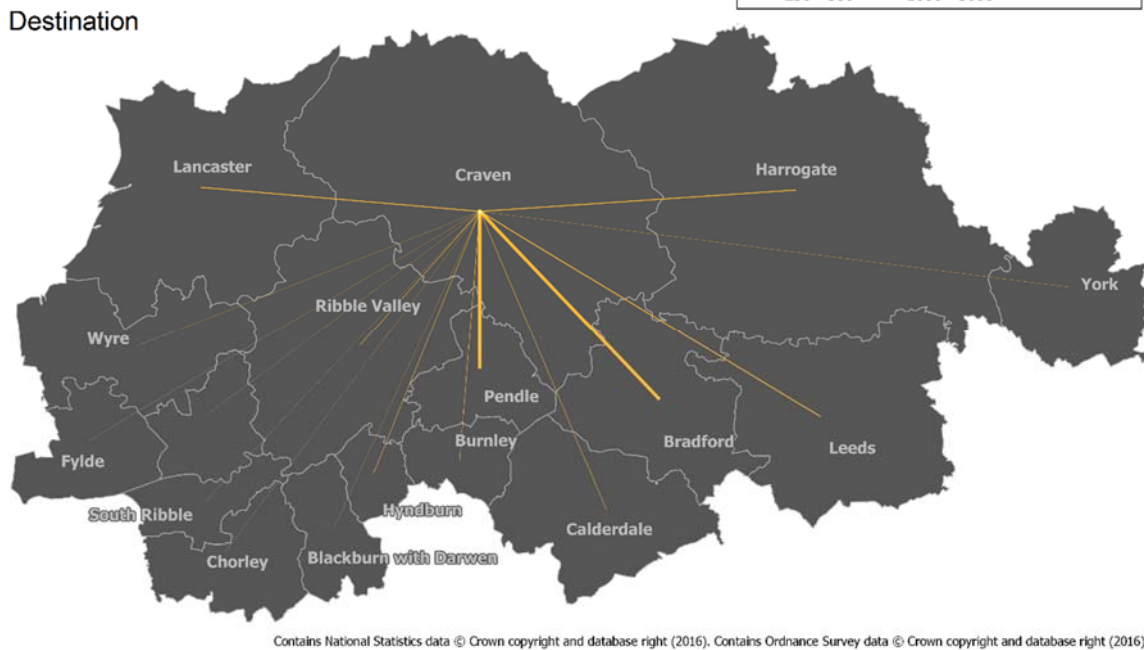 Destination
Lancaster
Craven
Harrogate
York
Ribble Valley
Wyre
Pendle
Burnley
Bradford
Leeds
Fylde
South Ribble
Hyndburn
Calderdale
Chorley
Blackburn with Darwen
Contains National Statistics data © Crown copyright and database right (2016). Contains Ordnance Survey data © Crown copyright and database right (2016)